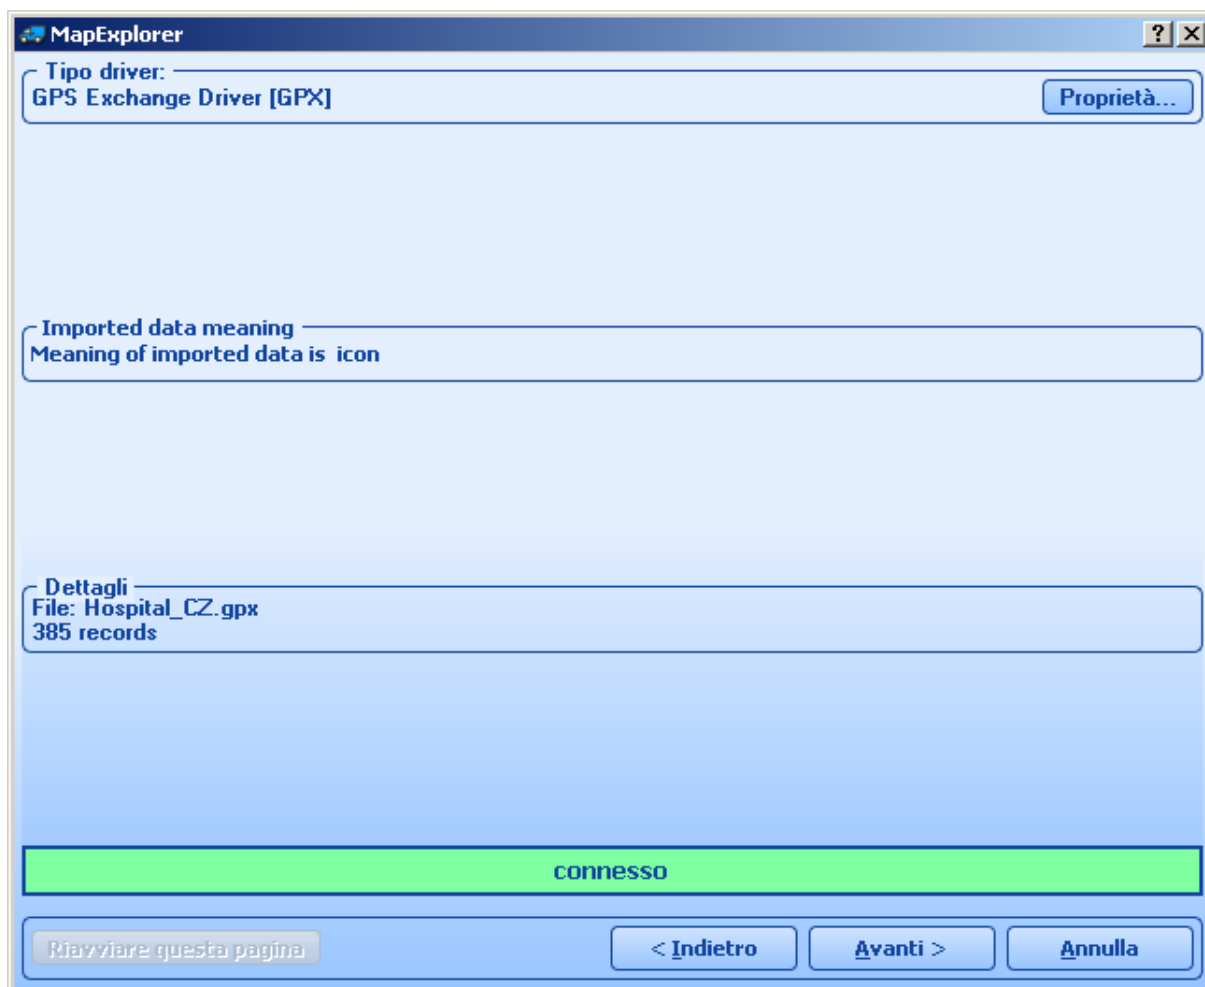 MapExplorer
Tipo driver:
GPS Exchange Driver [GPX]
Proprietà...
Imported data meaning
Meaning of imported data is icon
Dettagli
File: Hospital_CZ.gpx
385 records
connesso
Riavviare questa pagina
< Indietro
Avanti >
Annulla